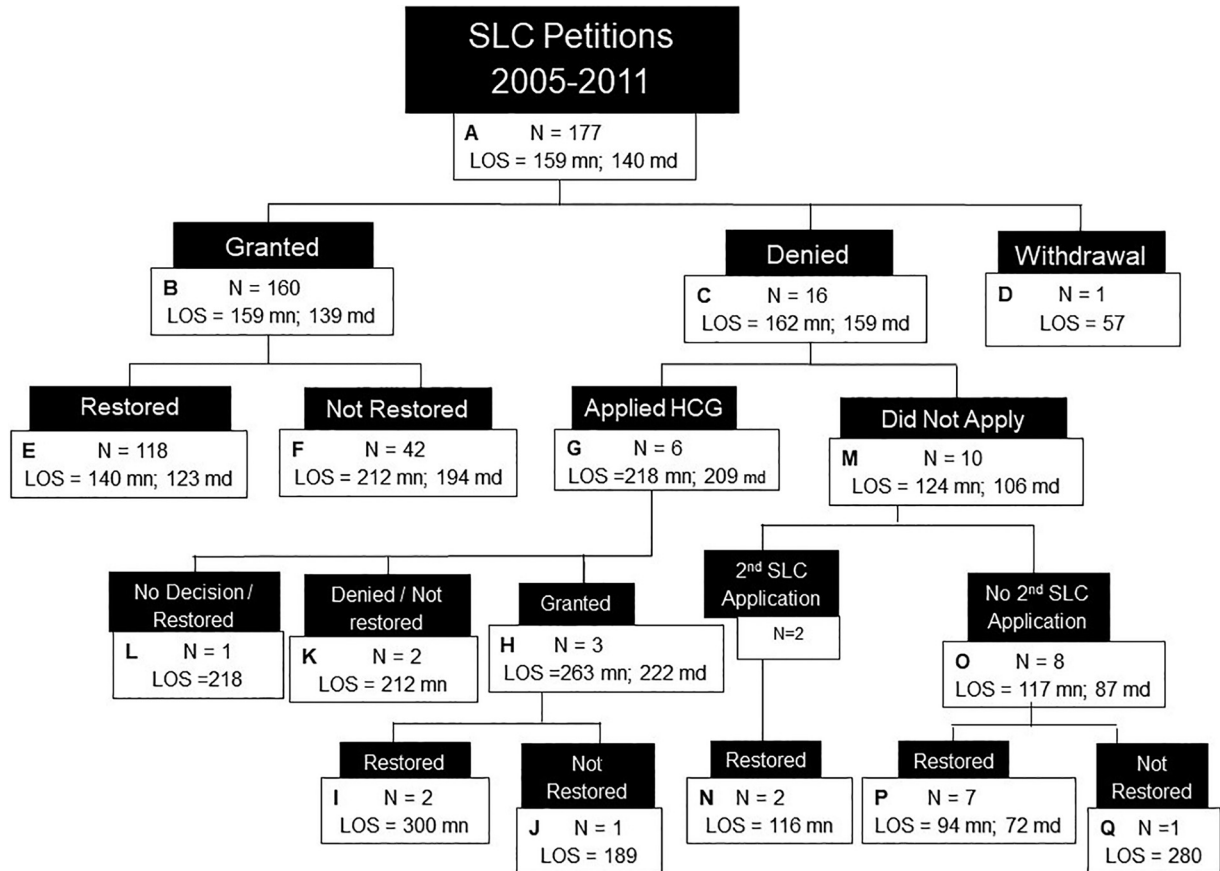 SLC Petitions
2005-2011
A N = 177
LOS = 159 mn; 140 md
Granted
B N = 160
LOS = 159 mn; 139 md
Denied
C N = 16
LOS = 162 mn; 159 md
Withdrawal
D N = 1
LOS = 57
Restored
E N = 118
LOS = 140 mn; 123 md
Not Restored
F N = 42
LOS = 212 mn; 194 md
Applied HCG
G N = 6
LOS =218 mn; 209 md
Did Not Apply
M N = 10
LOS = 124 mn; 106 md
No Decision /
Restored
L N = 1
LOS =218
Denied / Not
restored
K N = 2
LOS = 212 mn
Granted
H N = 3
LOS =263 mn; 222 md
2nd SLC
Application
N=2
No 2nd SLC
Application
O N = 8
LOS = 117 mn; 87 md
Restored
I N = 2
LOS = 300 mn
Not
Restored
J N = 1
LOS = 189
Restored
N N = 2
LOS = 116 mn
Restored
P N = 7
LOS = 94 mn; 72 md
Not
Restored
Q N =1
LOS = 280